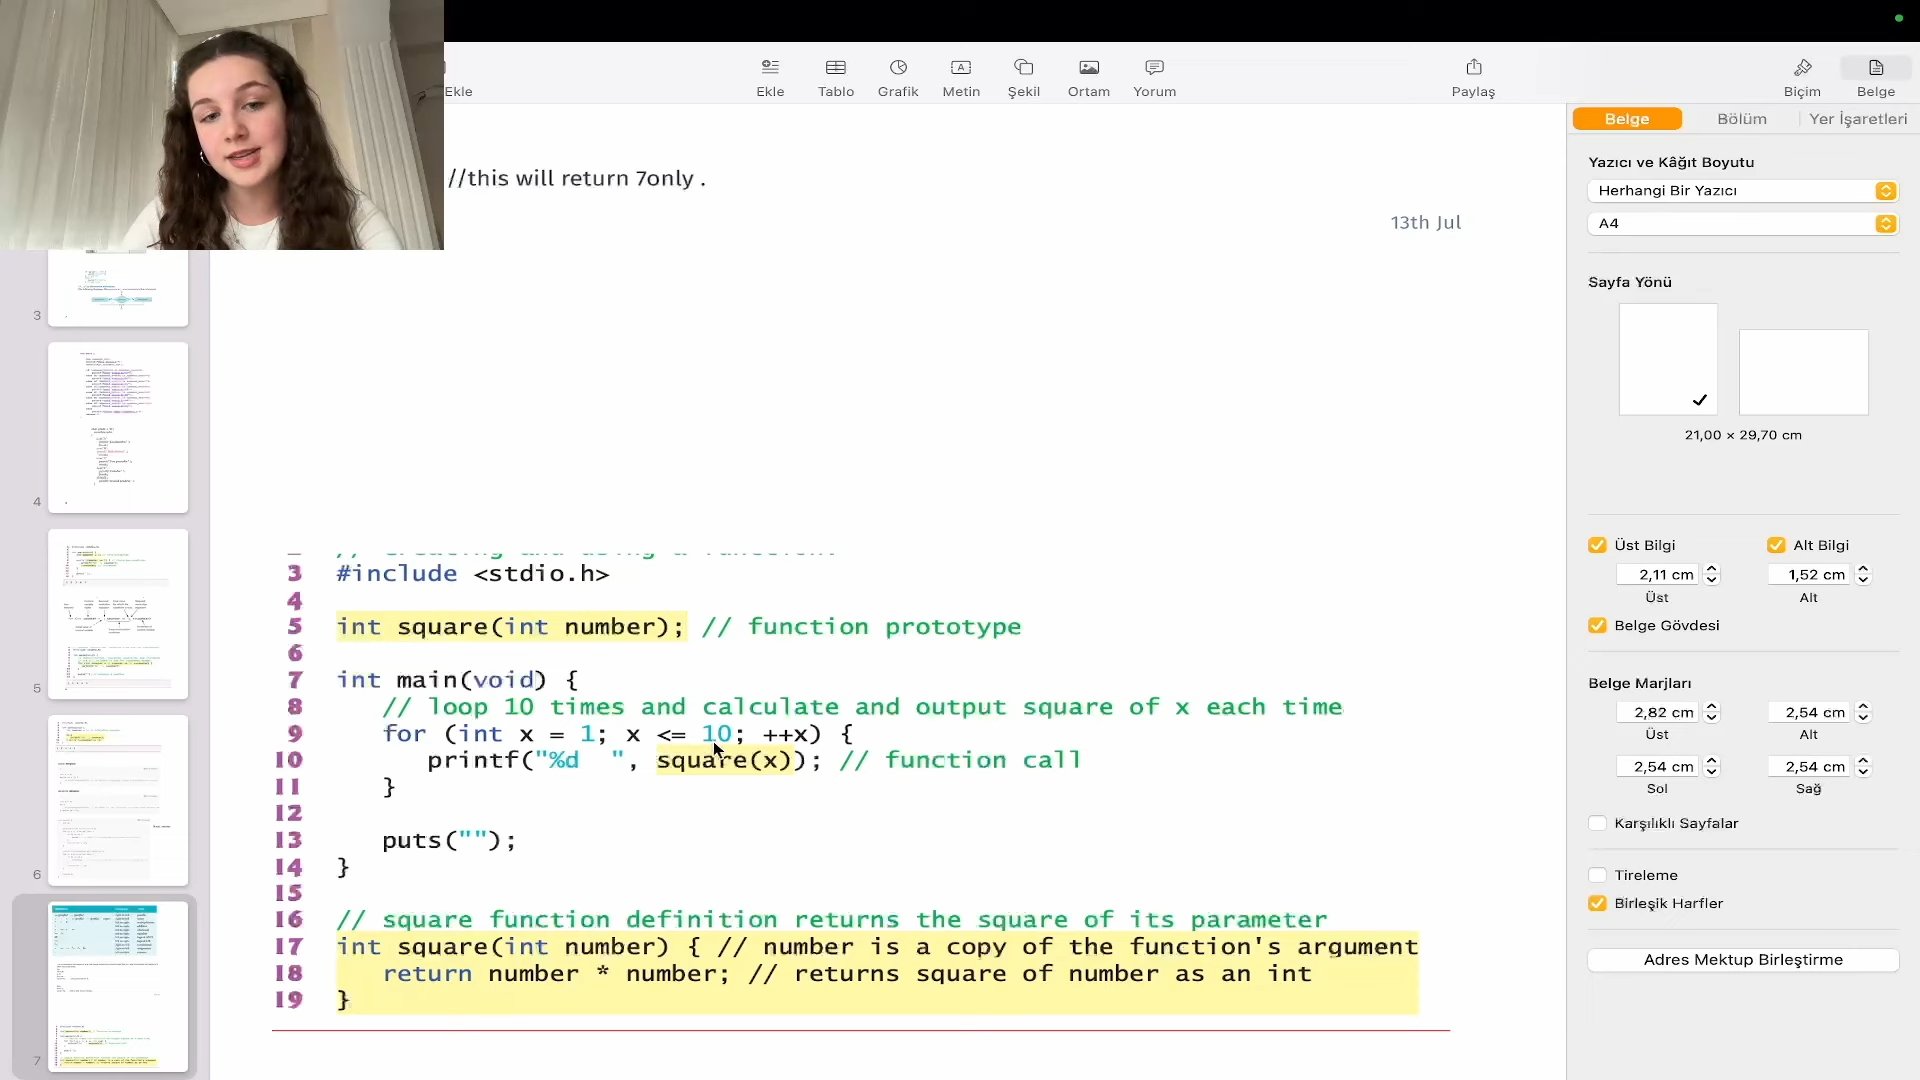 Ekle
Ekle
Tablo
Grafik
Metin
Şekil
Ortam
Yorum
Paylaş
Biçim
Belge
Belge
Bölüm
Yer İşaretleri
//this will return 7only .
13th Jul
3
4
5
6
7
// Creating and using a function.
3 #include <stdio.h>
4
5 int square(int number); // function prototype
6
7 int main(void) {
8 // loop 10 times and calculate and output square of x each time
9 for (int x = 1; x <= 10; ++x) {
10 printf("%d  ", square(x)); // function call
11 }
12
13 puts("");
14 }
15
16 // square function definition returns the square of its parameter
17 int square(int number) { // number is a copy of the function's argument
18 return number * number; // returns square of number as an int
19 }
Yazıcı ve Kâğıt Boyutu
Herhangi Bir Yazıcı
A4
Sayfa Yönü
21,00 × 29,70 cm
Üst Bilgi
Alt Bilgi
2,11 cm
1,52 cm
Üst
Alt
Belge Gövdesi
Belge Marjları
2,82 cm
2,54 cm
Üst
Alt
2,54 cm
2,54 cm
Sol
Sağ
Karşılıklı Sayfalar
Tireleme
Birleşik Harfler
Adres Mektup Birleştirme